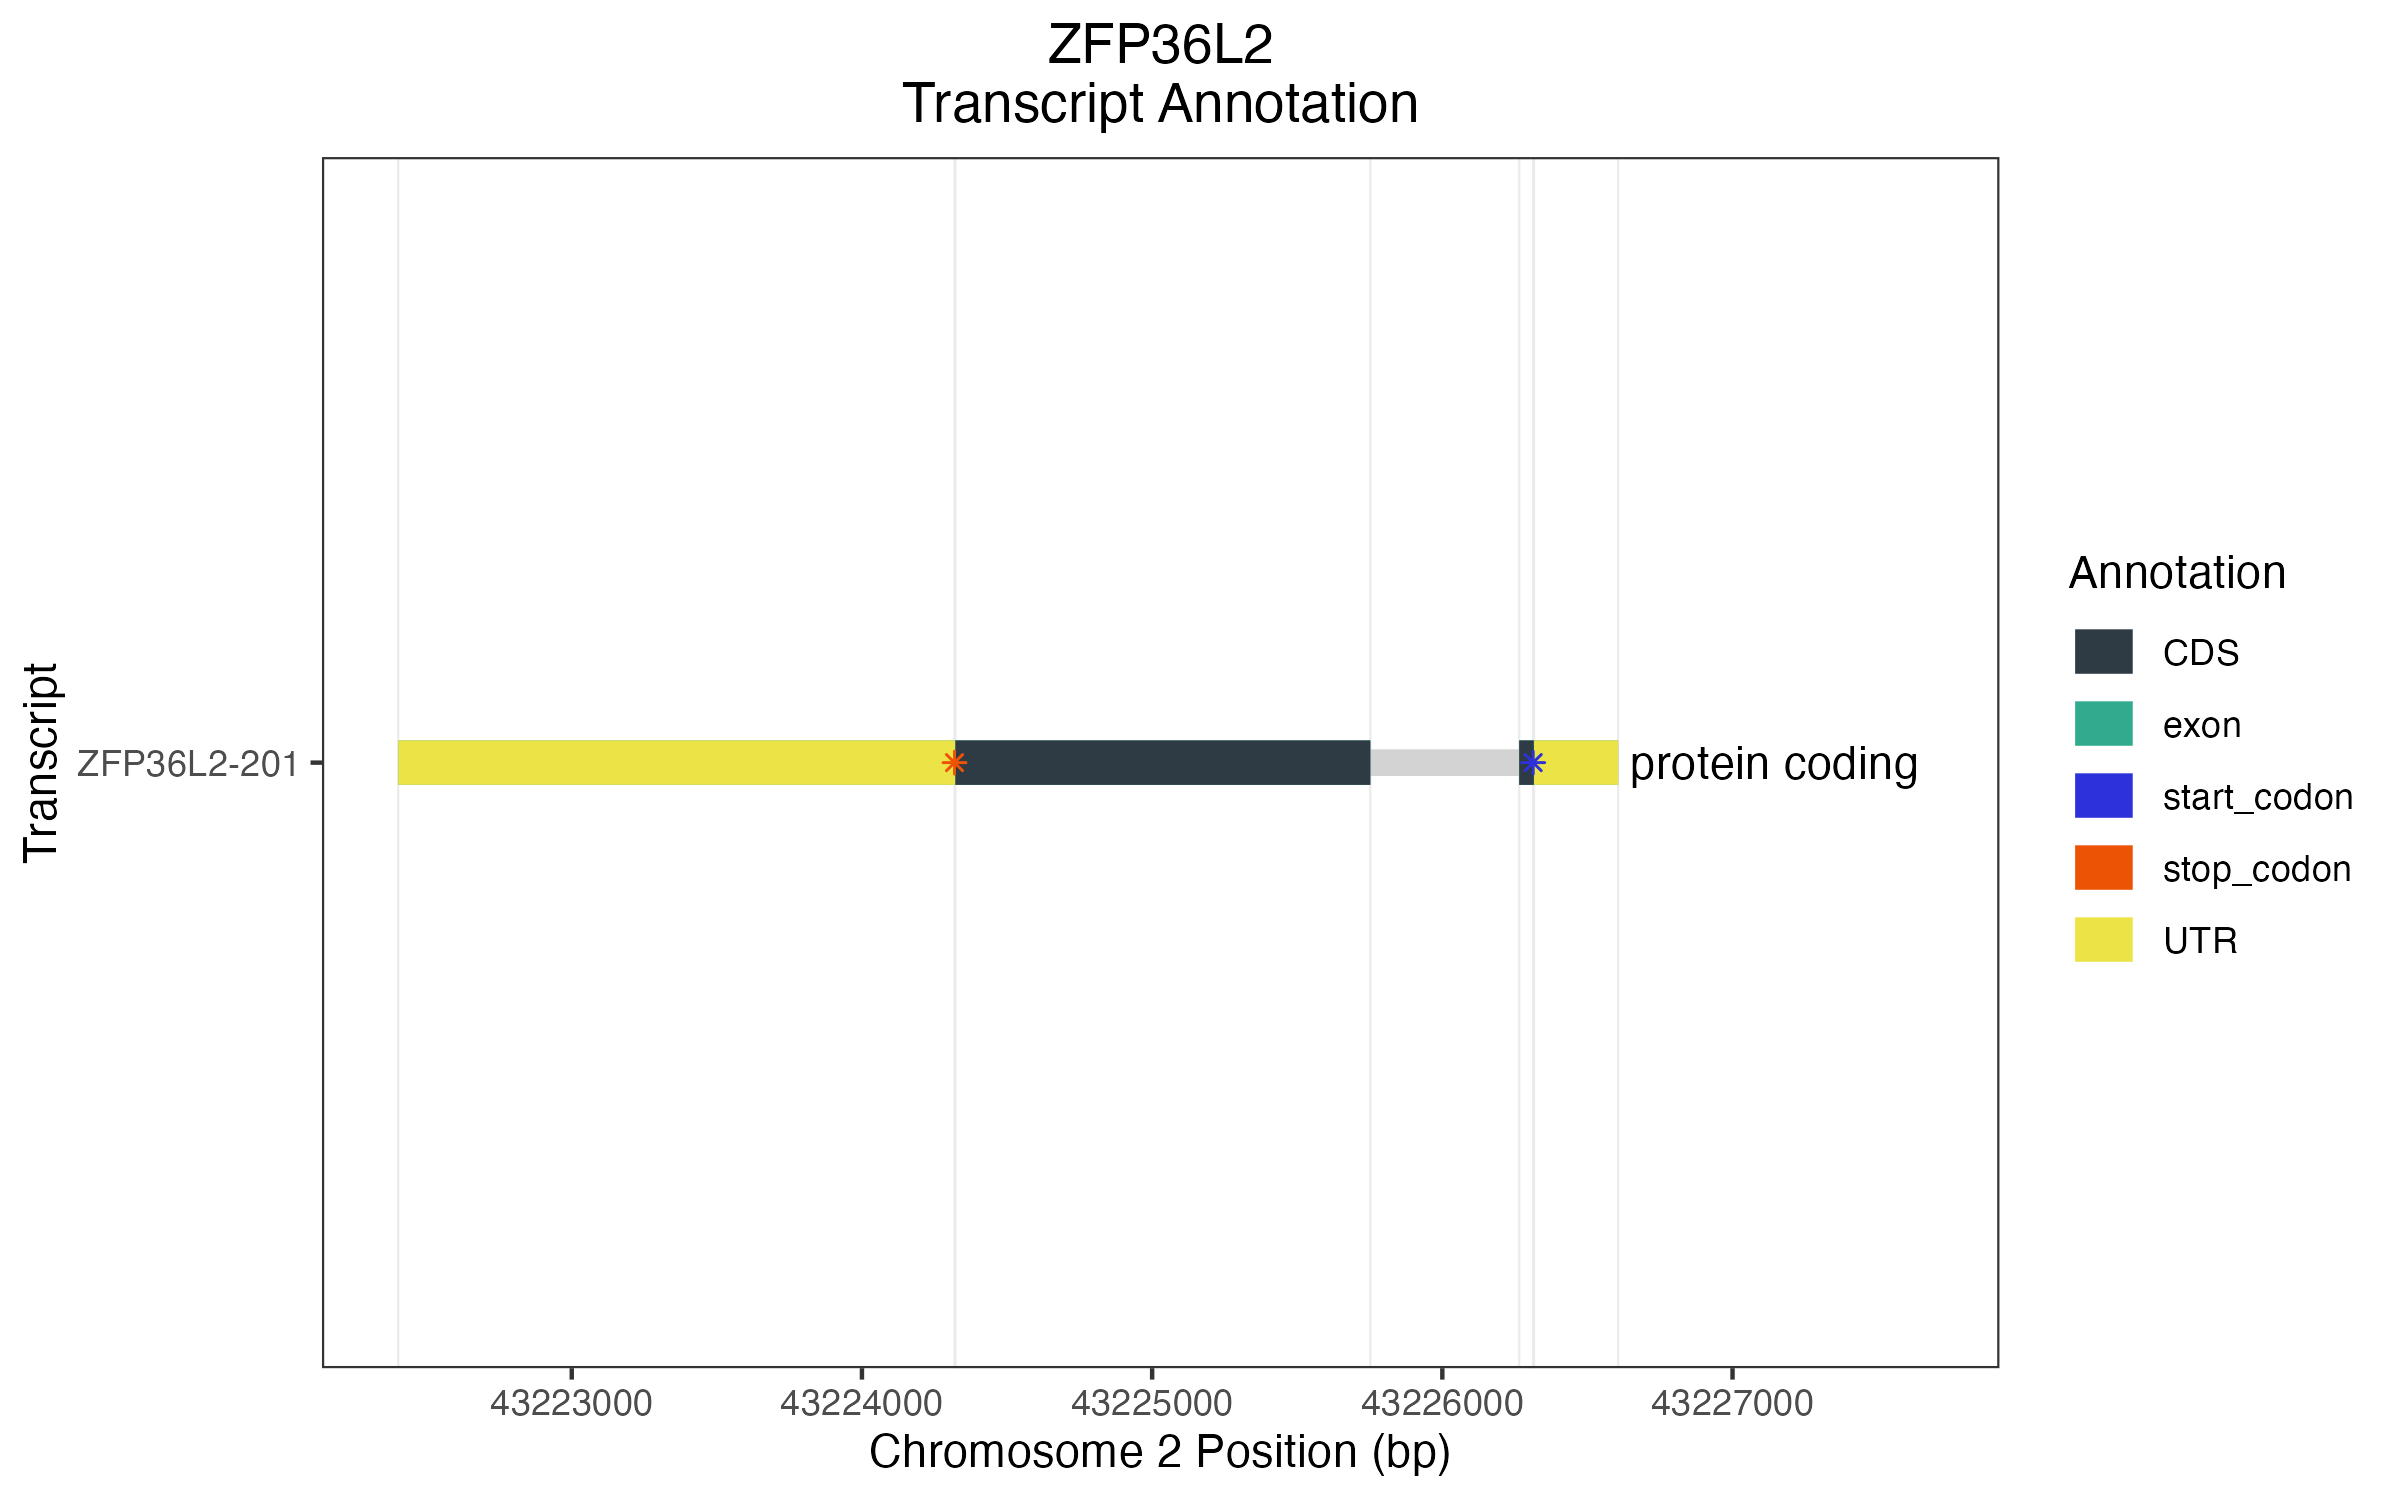 ZFP36L2
Transcript Annotation
Transcript
ZFP36L2-201
protein coding
43223000
43224000
43225000
43226000
43227000
Chromosome 2 Position (bp)
Annotation
CDS
exon
start_codon
stop_codon
UTR